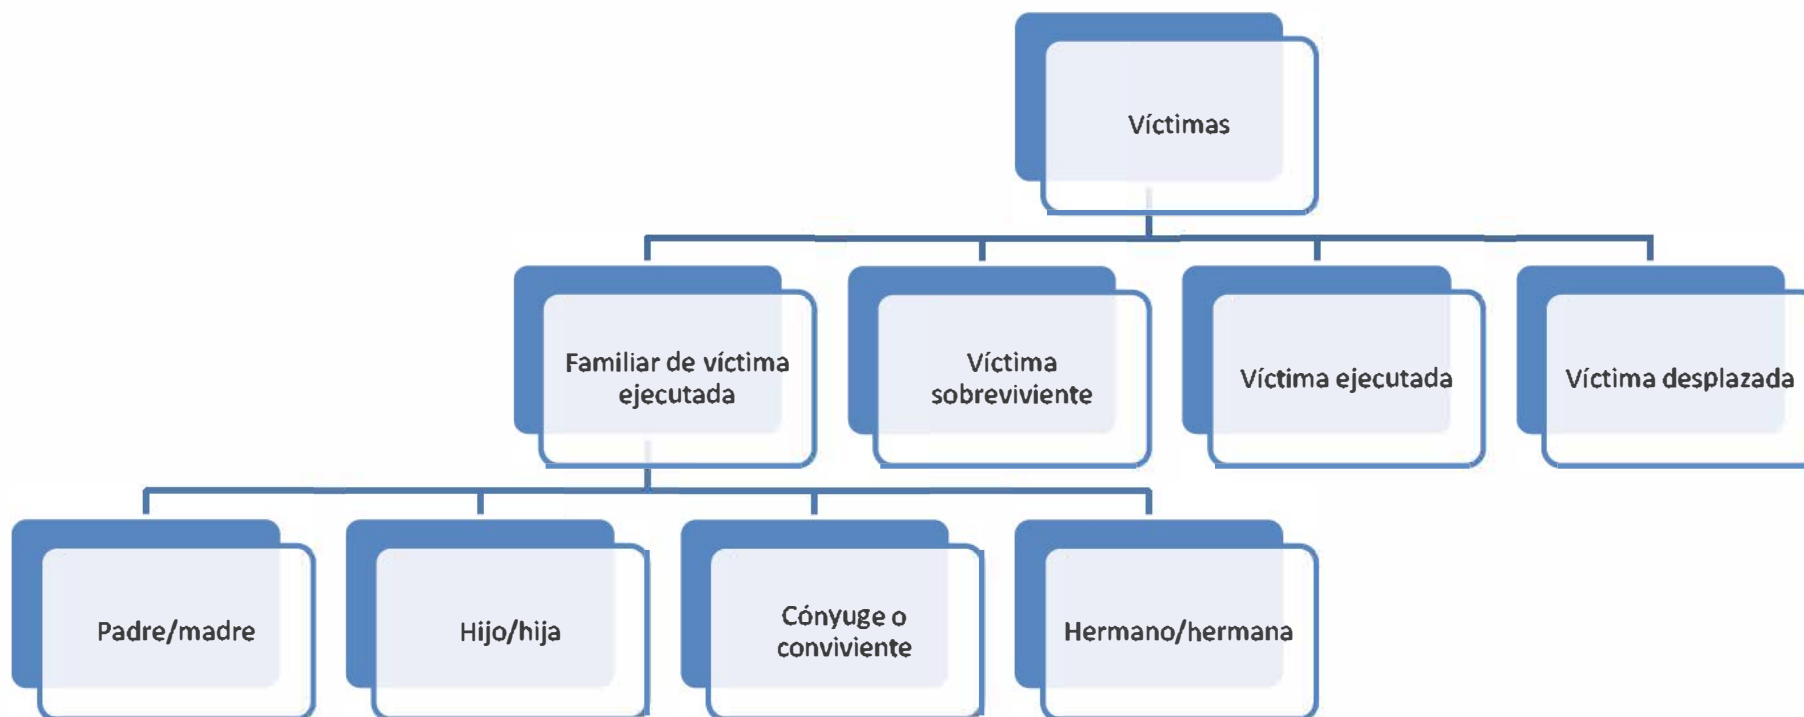 Víctimas
Familiar de víctima
ejecutada
Víctima
sobreviviente
Víctima ejecutada
Víctima desplazada
Padre/madre
Hijo/hija
Cónyuge o
conviviente
Hermano/hermana